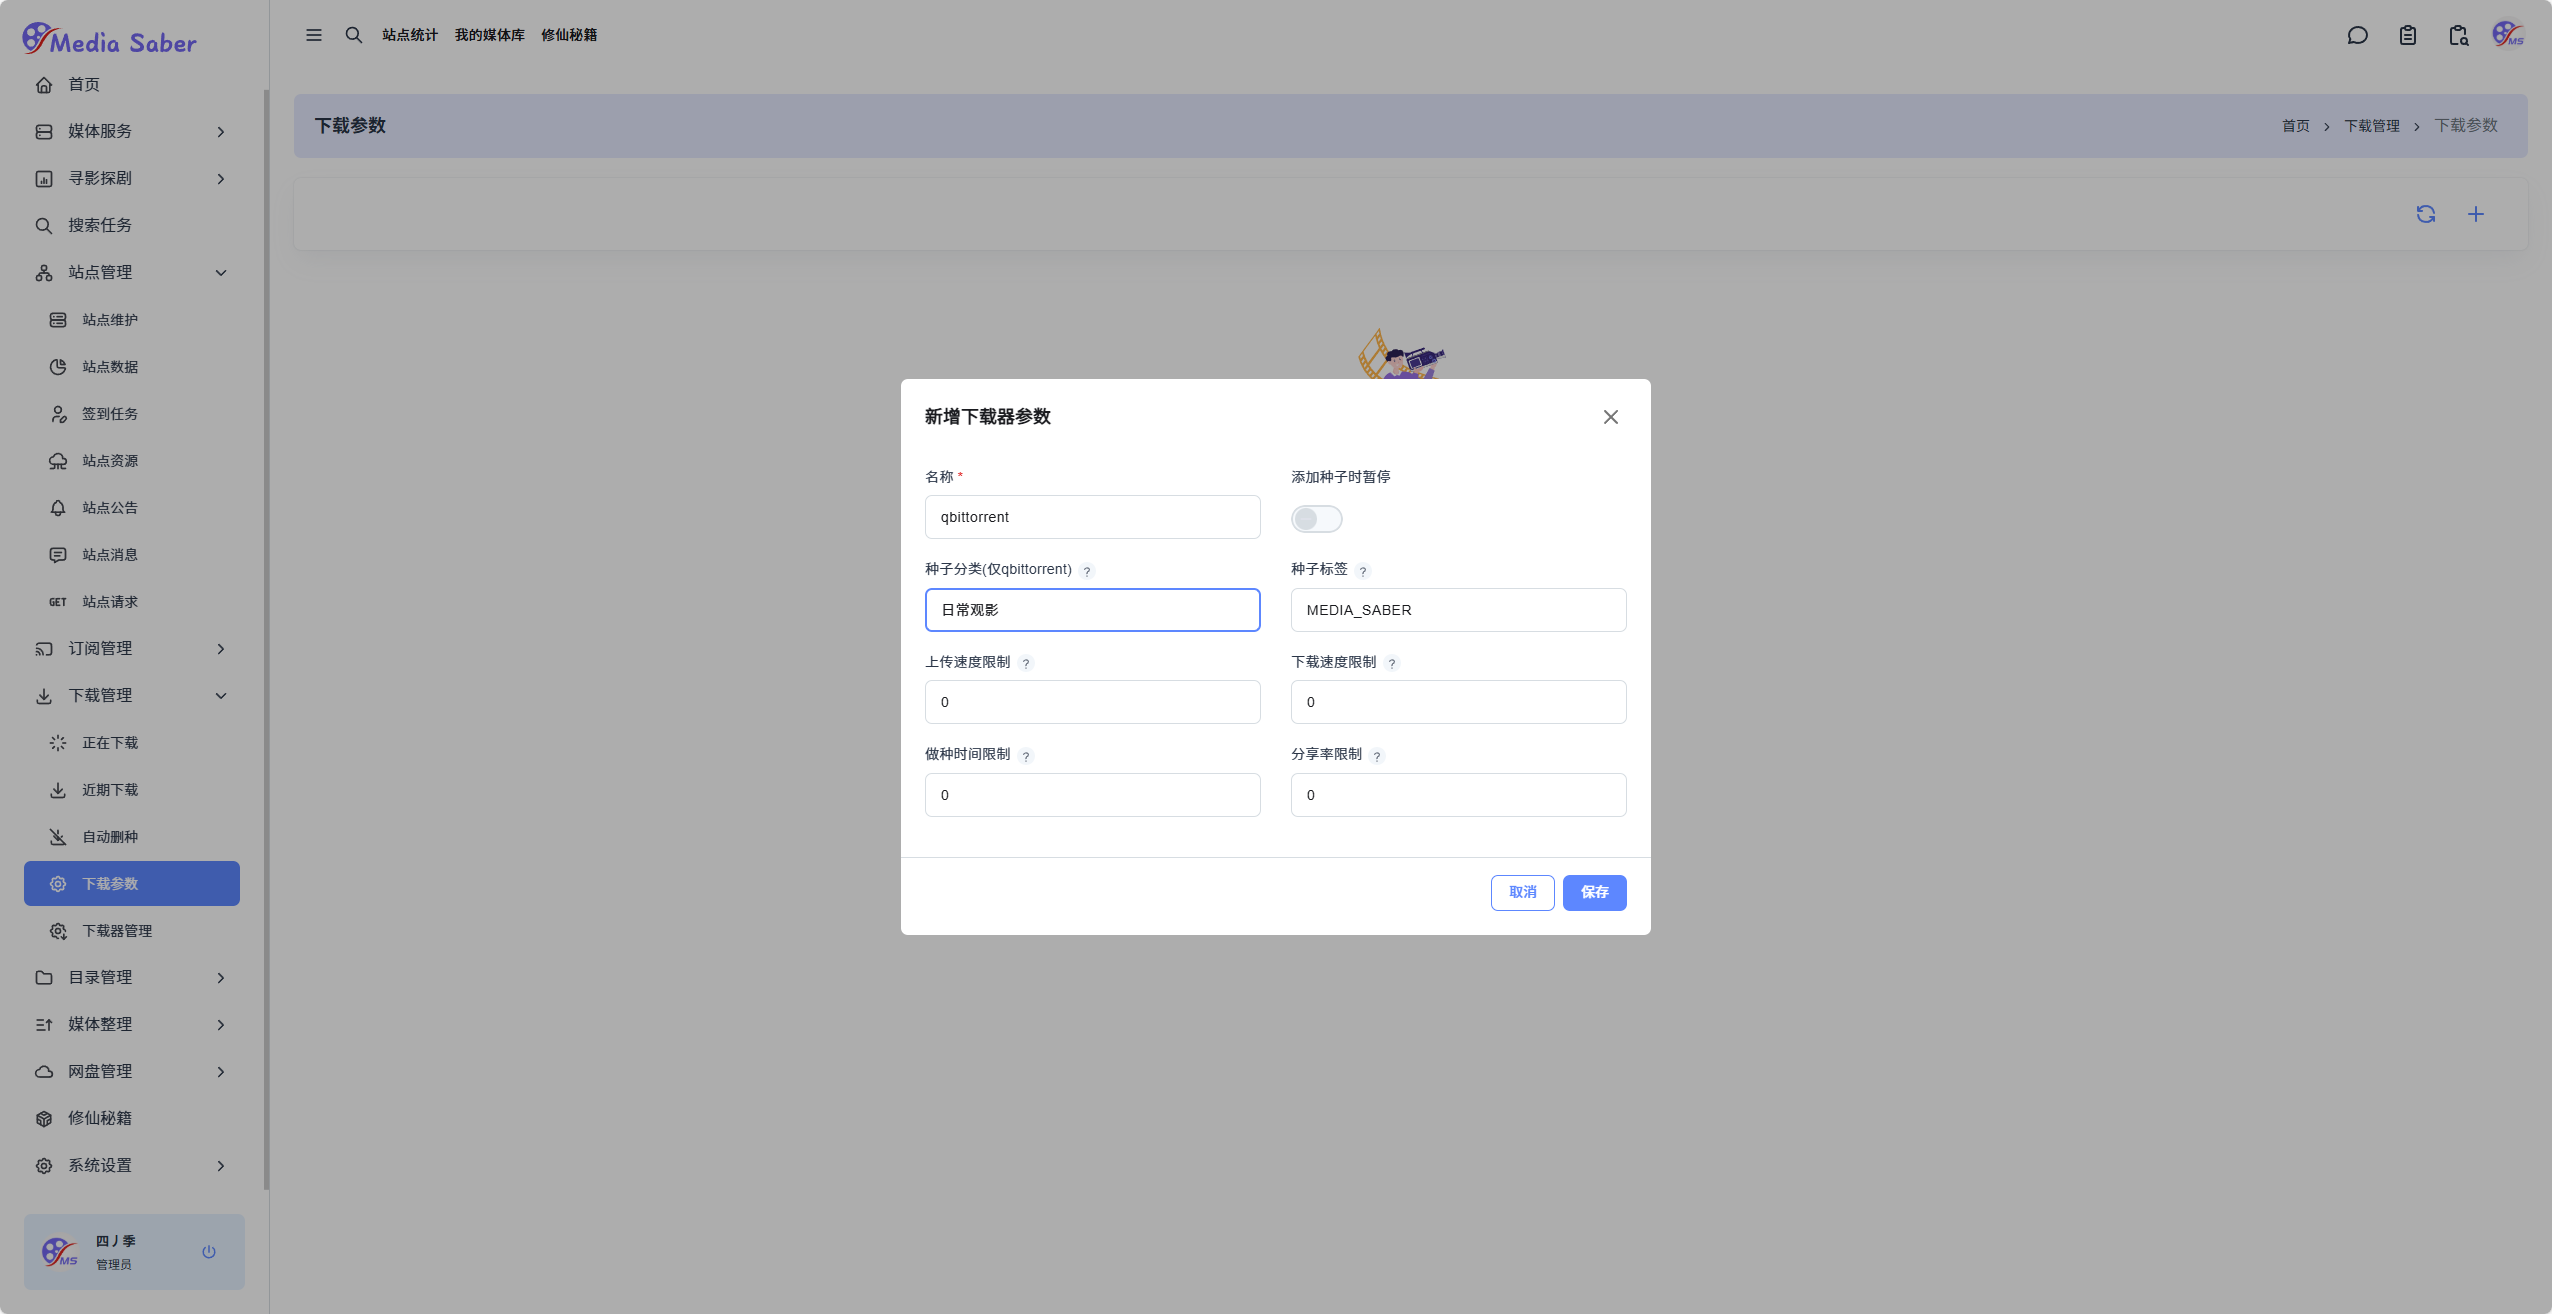 Media Saber
首页
媒体服务
寻影探剧
搜索任务
站点管理
站点维护
站点数据
签到任务
站点资源
站点公告
站点消息
GET 站点请求
订阅管理
下载管理
正在下载
近期下载
自动删种
下载参数
下载器管理
目录管理
媒体整理
网盘管理
修仙秘籍
系统设置
MS
四丿季
管理员
站点统计 我的媒体库 修仙秘籍
MS
下载参数
首页 > 下载管理 > 下载参数
新增下载器参数
名称 *
qbittorrent
添加种子时暂停
种子分类(仅qbittorrent) ?
日常观影
种子标签 ?
MEDIA_SABER
上传速度限制 ?
0
下载速度限制 ?
0
做种时间限制 ?
0
分享率限制 ?
0
取消
保存